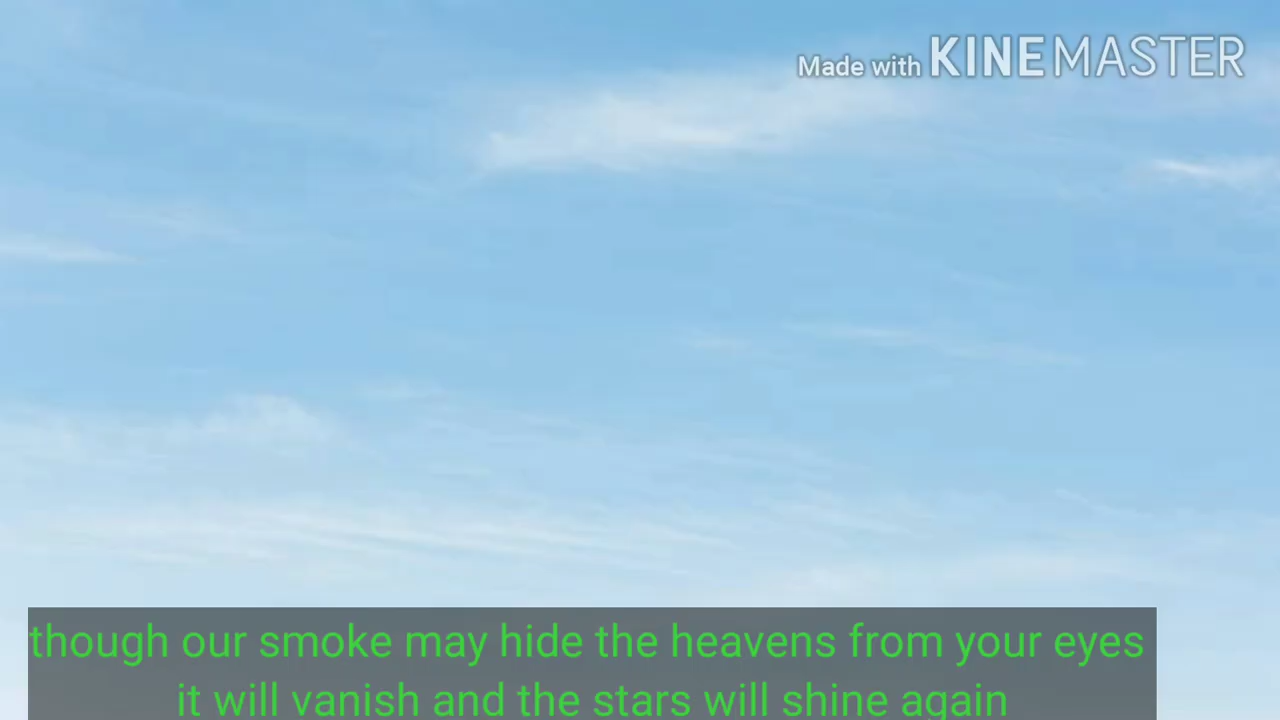 Made with KINEMASTER
though our smoke may hide the heavens from your eyes
it will vanish and the stars will shine again